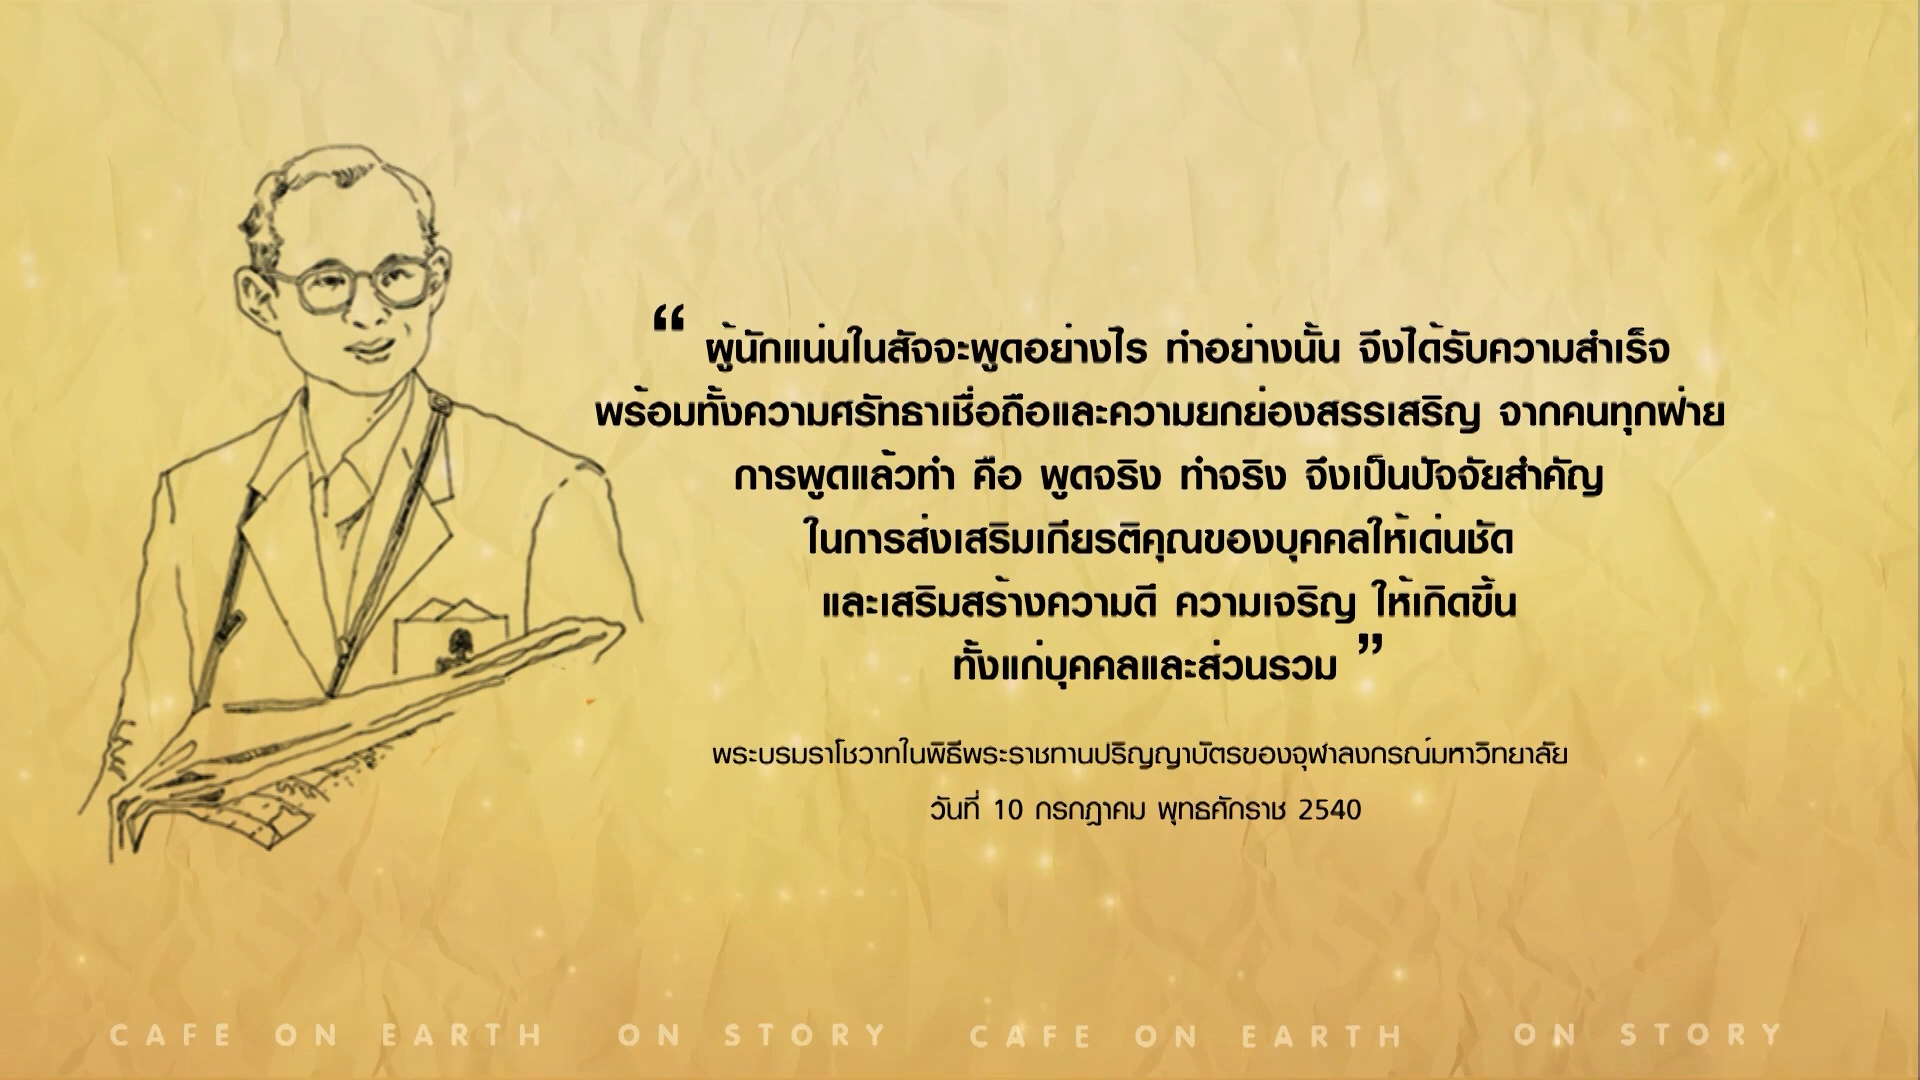 “ ผู้นักแน่นในสัจจะพูดอย่างไร ทำอย่างนั้น จึงได้รับความสำเร็จ
พร้อมทั้งความศรัทธาเชื่อถือและความยกย่องสรรเสริญ จากคนทุกฝ่าย
การพูดแล้วทำ คือ พูดจริง ทำจริง จึงเป็นปัจจัยสำคัญ
ในการส่งเสริมเกียรติคุณของบุคคลให้เด่นชัด
และเสริมสร้างความดี ความเจริญ ให้เกิดขึ้น
ทั้งแก่บุคคลและส่วนรวม ”
พระบรมราโชวาทในพิธีพระราชทานปริญญาบัตรของจุฬาลงกรณ์มหาวิทยาลัย
วันที่ 10 กรกฎาคม พุทธศักราช 2540
CAFE ON EARTH ON STORY CAFE ON EARTH ON STORY